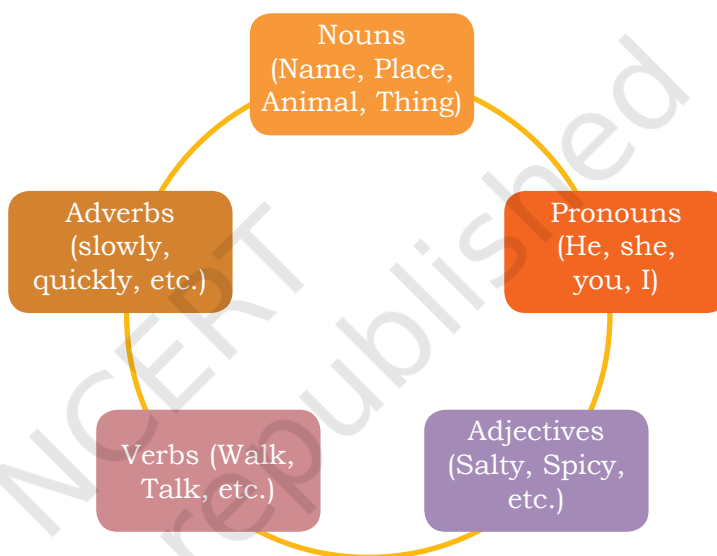 Nouns
(Name, Place,
Animal, Thing)
Pronouns
(He, she,
you, I)
Adjectives
(Salty, Spicy,
etc.)
Verbs (Walk,
Talk, etc.)
Adverbs
(slowly,
quickly, etc.)
NCERT
republished